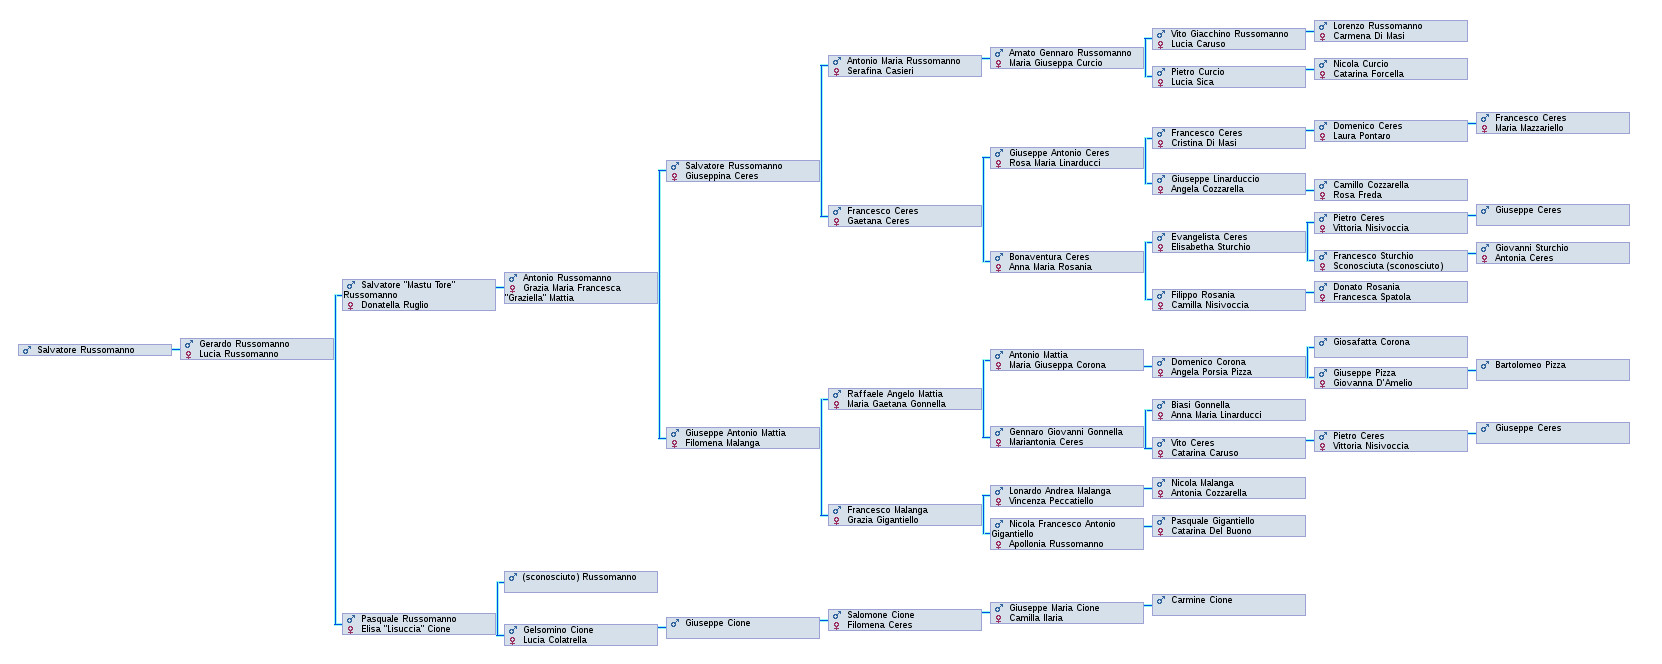 Salvatore Russomanno
Gerardo Russomanno
Lucia Russomanno
Salvatore "Mastu Tore"
Russomanno
Donatella Ruglio
Pasquale Russomanno
Elisa "Lisuccia" Cione
Antonio Russomanno
Grazia Maria Francesca
"Graziella" Mattia
(sconosciuto) Russomanno
Gelsomino Cione
Lucia Colatrella
Salvatore Russomanno
Giuseppina Ceres
Giuseppe Antonio Mattia
Filomena Malanga
Giuseppe Cione
Antonio Maria Russomanno
Serafina Casieri
Francesco Ceres
Gaetana Ceres
Raffaele Angelo Mattia
Maria Gaetana Gonnella
Francesco Malanga
Grazia Gigantiello
Salomone Cione
Filomena Ceres
Amato Gennaro Russomanno
Maria Giuseppa Curcio
Giuseppe Antonio Ceres
Rosa Maria Linarducci
Bonaventura Ceres
Anna Maria Rosania
Antonio Mattia
Maria Giuseppa Corona
Gennaro Giovanni Gonnella
Mariantonia Ceres
Lonardo Andrea Malanga
Vincenza Peccatiello
Nicola Francesco Antonio
Gigantiello
Apollonia Russomanno
Giuseppe Maria Cione
Camilla Ilaria
Vito Giacchino Russomanno
Lucia Caruso
Pietro Curcio
Lucia Sica
Francesco Ceres
Cristina Di Masi
Giuseppe Linarduccio
Angela Cozzarella
Evangelista Ceres
Elisabetha Sturchio
Filippo Rosania
Camilla Nisivoccia
Domenico Corona
Angela Porsia Pizza
Biasi Gonnella
Anna Maria Linarducci
Vito Ceres
Catarina Caruso
Nicola Malanga
Antonia Cozzarella
Pasquale Gigantiello
Catarina Del Buono
Carmine Cione
Lorenzo Russomanno
Carmena Di Masi
Nicola Curcio
Catarina Forcella
Domenico Ceres
Laura Pontaro
Camillo Cozzarella
Rosa Freda
Pietro Ceres
Vittoria Nisivoccia
Francesco Sturchio
Sconosciuta (sconosciuto)
Donato Rosania
Francesca Spatola
Giosafatta Corona
Giuseppe Pizza
Giovanna D'Amelio
Pietro Ceres
Vittoria Nisivoccia
Francesco Ceres
Maria Mazzariello
Giuseppe Ceres
Giovanni Sturchio
Antonia Ceres
Bartolomeo Pizza
Giuseppe Ceres